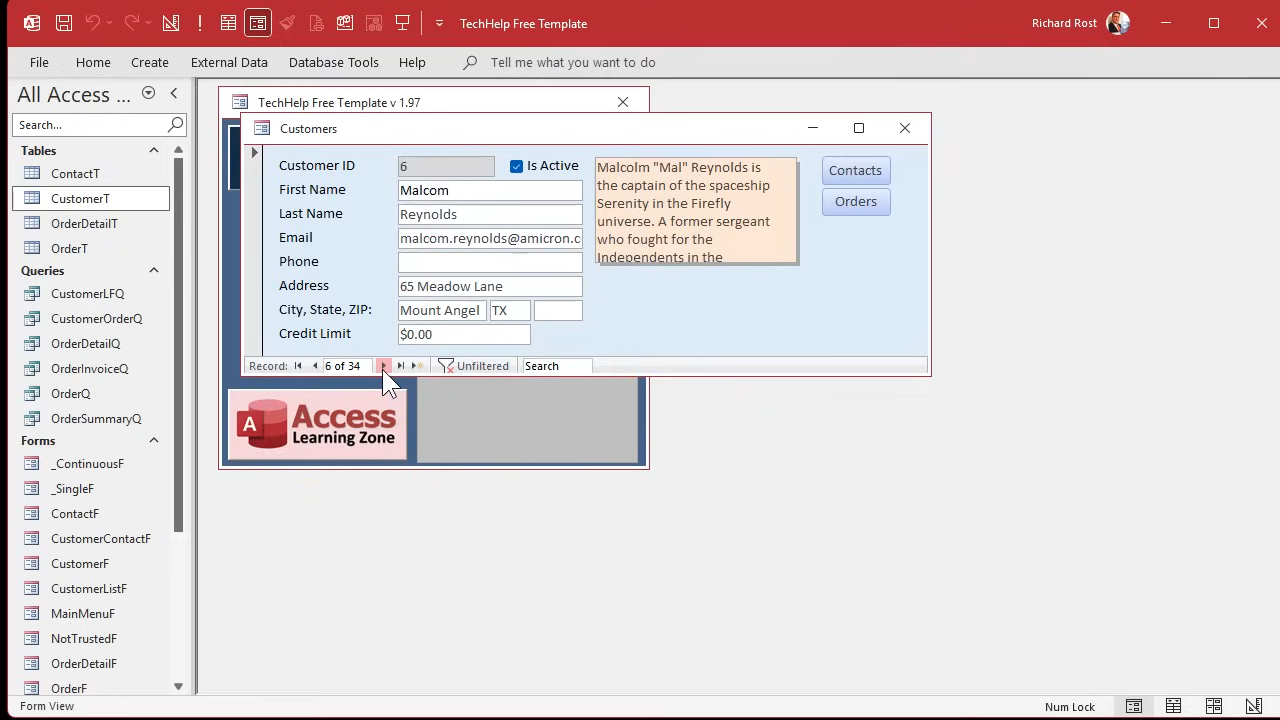 TechHelp Free Template
Richard Rost
File
Home
Create
External Data
Database Tools
Help
Tell me what you want to do
All Access ...
Search...
Tables
ContactT
CustomerT
OrderDetailT
OrderT
Queries
CustomerLFQ
CustomerOrderQ
OrderDetailQ
OrderInvoiceQ
OrderQ
OrderSummaryQ
Forms
_ContinuousF
_SingleF
ContactF
CustomerContactF
CustomerF
CustomerListF
MainMenuF
NotTrustedF
OrderDetailF
OrderF
TechHelp Free Template v 1.97
Customers
Customer ID
6
Is Active
First Name
Malcom
Last Name
Reynolds
Email
malcom.reynolds@amicron.c
Phone
Address
65 Meadow Lane
City, State, ZIP:
Mount Angel
TX
Credit Limit
$0.00
Malcolm "Mal" Reynolds is
the captain of the spaceship
Serenity in the Firefly
universe. A former sergeant
who fought for the
Independents in the
Contacts
Orders
Record:
6 of 34
Unfiltered
Search
A
Access
Learning Zone
Form View
Num Lock